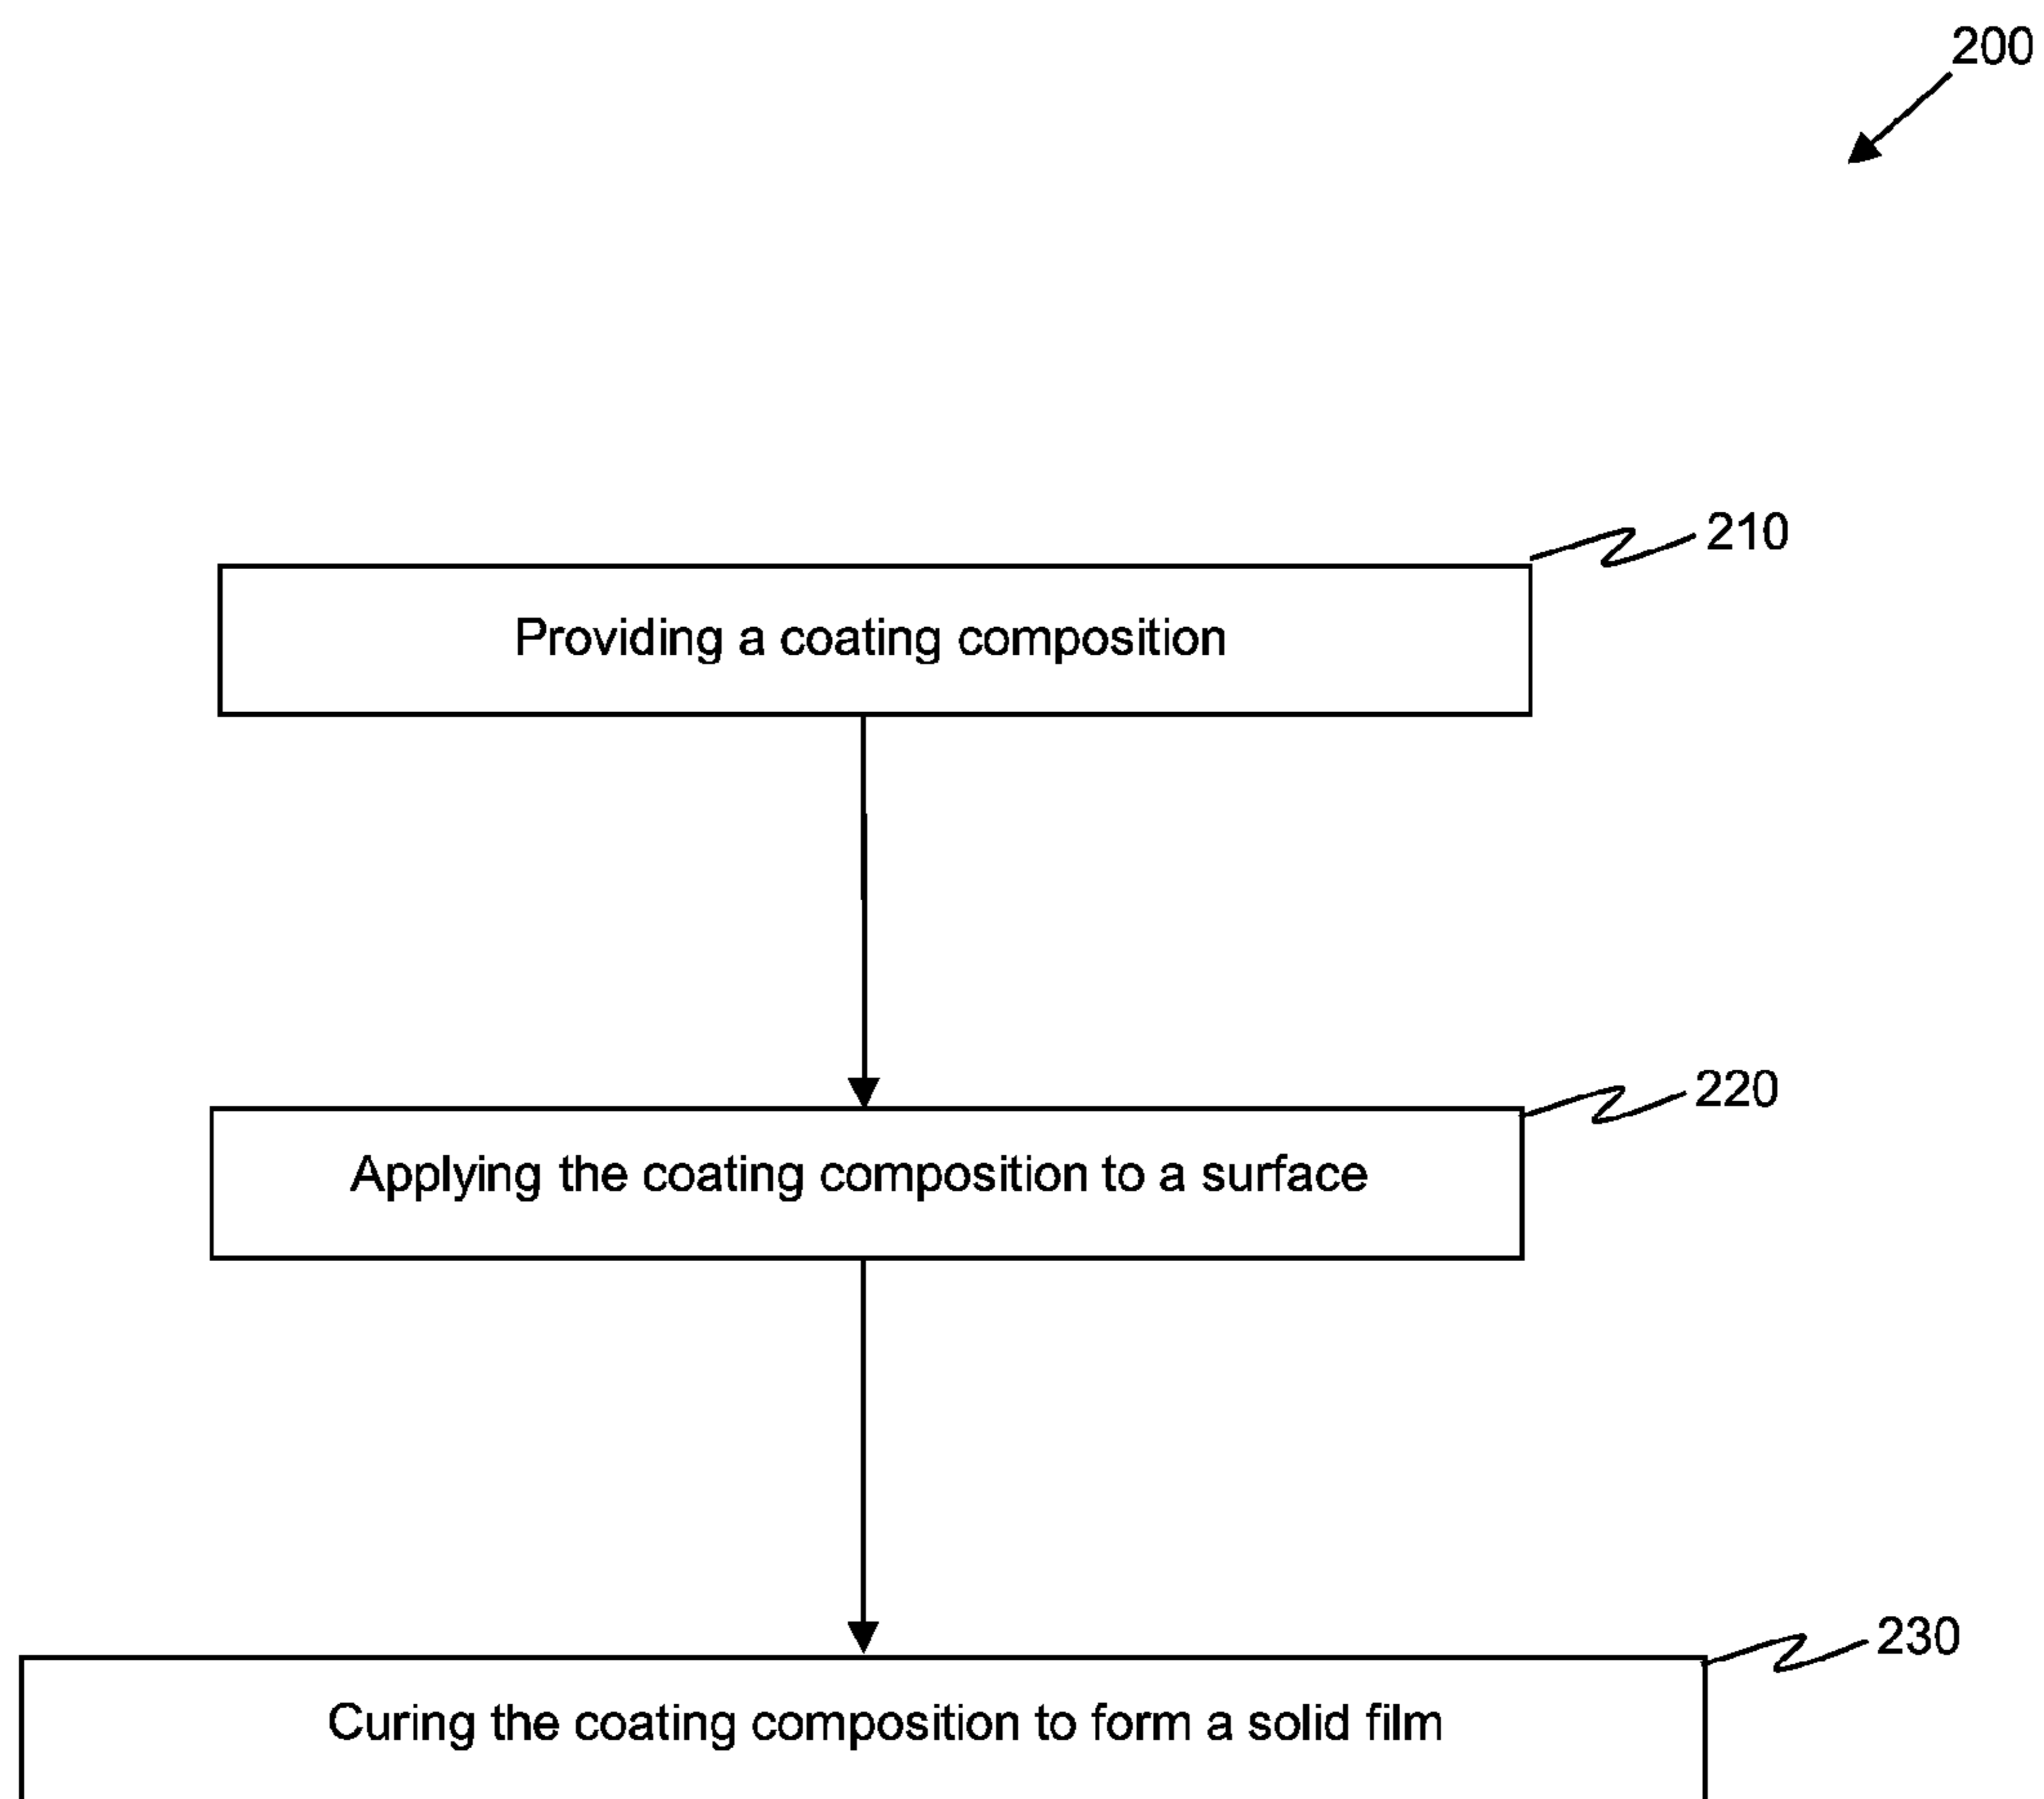 200
210
Providing a coating composition
220
Applying the coating composition to a surface
230
Curing the coating composition to form a solid film